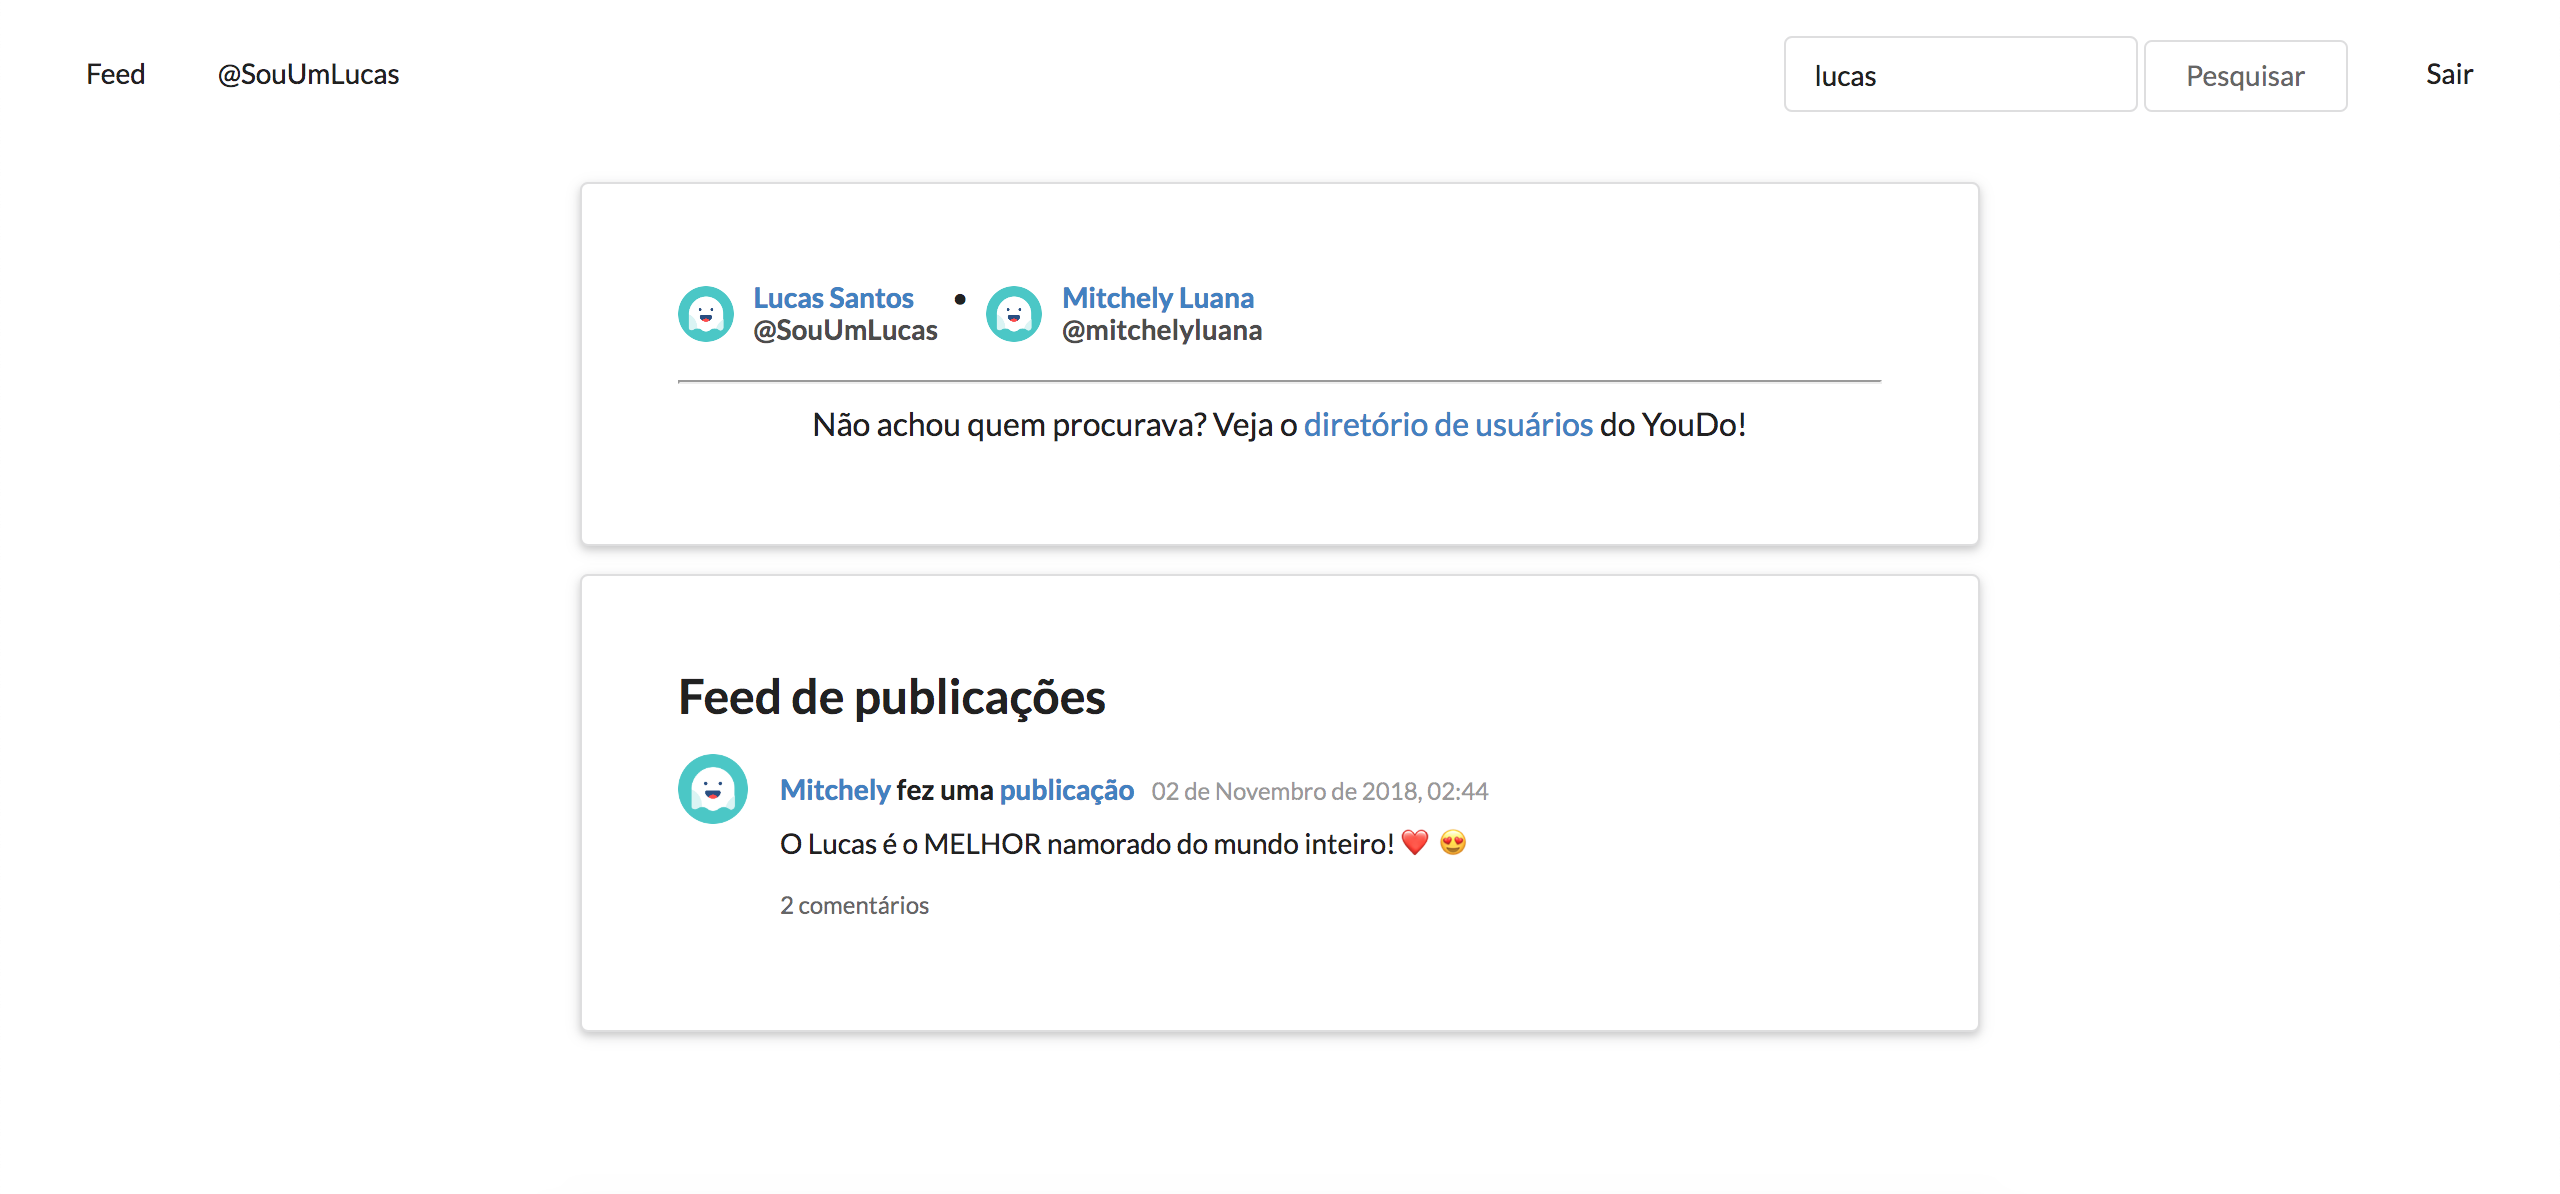 Feed @SouUmLucas lucas Pesquisar Sair
Lucas Santos • Mitchely Luana
@SouUmLucas @mitchelyluana
Não achou quem procurava? Veja o diretório de usuários do YouDo!
Feed de publicações
Mitchely fez uma publicação 02 de Novembro de 2018, 02:44
O Lucas é o MELHOR namorado do mundo inteiro! ❤️ 😍
2 comentários